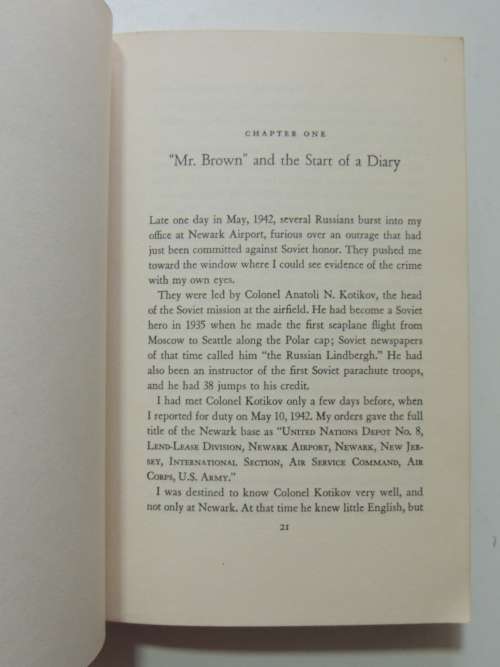 CHAPTER ONE
"Mr. Brown" and the Start of a Diary
Late one day in May, 1942, several Russians burst into my
office at Newark Airport, furious over an outrage that had
just been committed against Soviet honor. They pushed me
toward the window where I could see evidence of the crime
with my own eyes.
They were led by Colonel Anatoli N. Kotikov, the head
of the Soviet mission at the airfield. He had become a Soviet
hero in 1935 when he made the first seaplane flight from
Moscow to Seattle along the Polar cap; Soviet newspapers
of that time called him "the Russian Lindbergh." He had
also been an instructor of the first Soviet parachute troops,
and he had 38 jumps to his credit.
I had met Colonel Kotikov only a few days before, when
I reported for duty on May 10, 1942. My orders gave the full
title of the Newark base as "UNITED NATIONS DEPOT NO. 8,
LEND-LEASE DIVISION, NEWARK AIRPORT, NEWARK, NEW JER-
SEY, INTERNATIONAL SECTION, AIR SERVICE COMMAND, AIR
CORPS, U.S. ARMY."
I was destined to know Colonel Kotikov very well, and
not only at Newark. At that time he knew little English, but
21